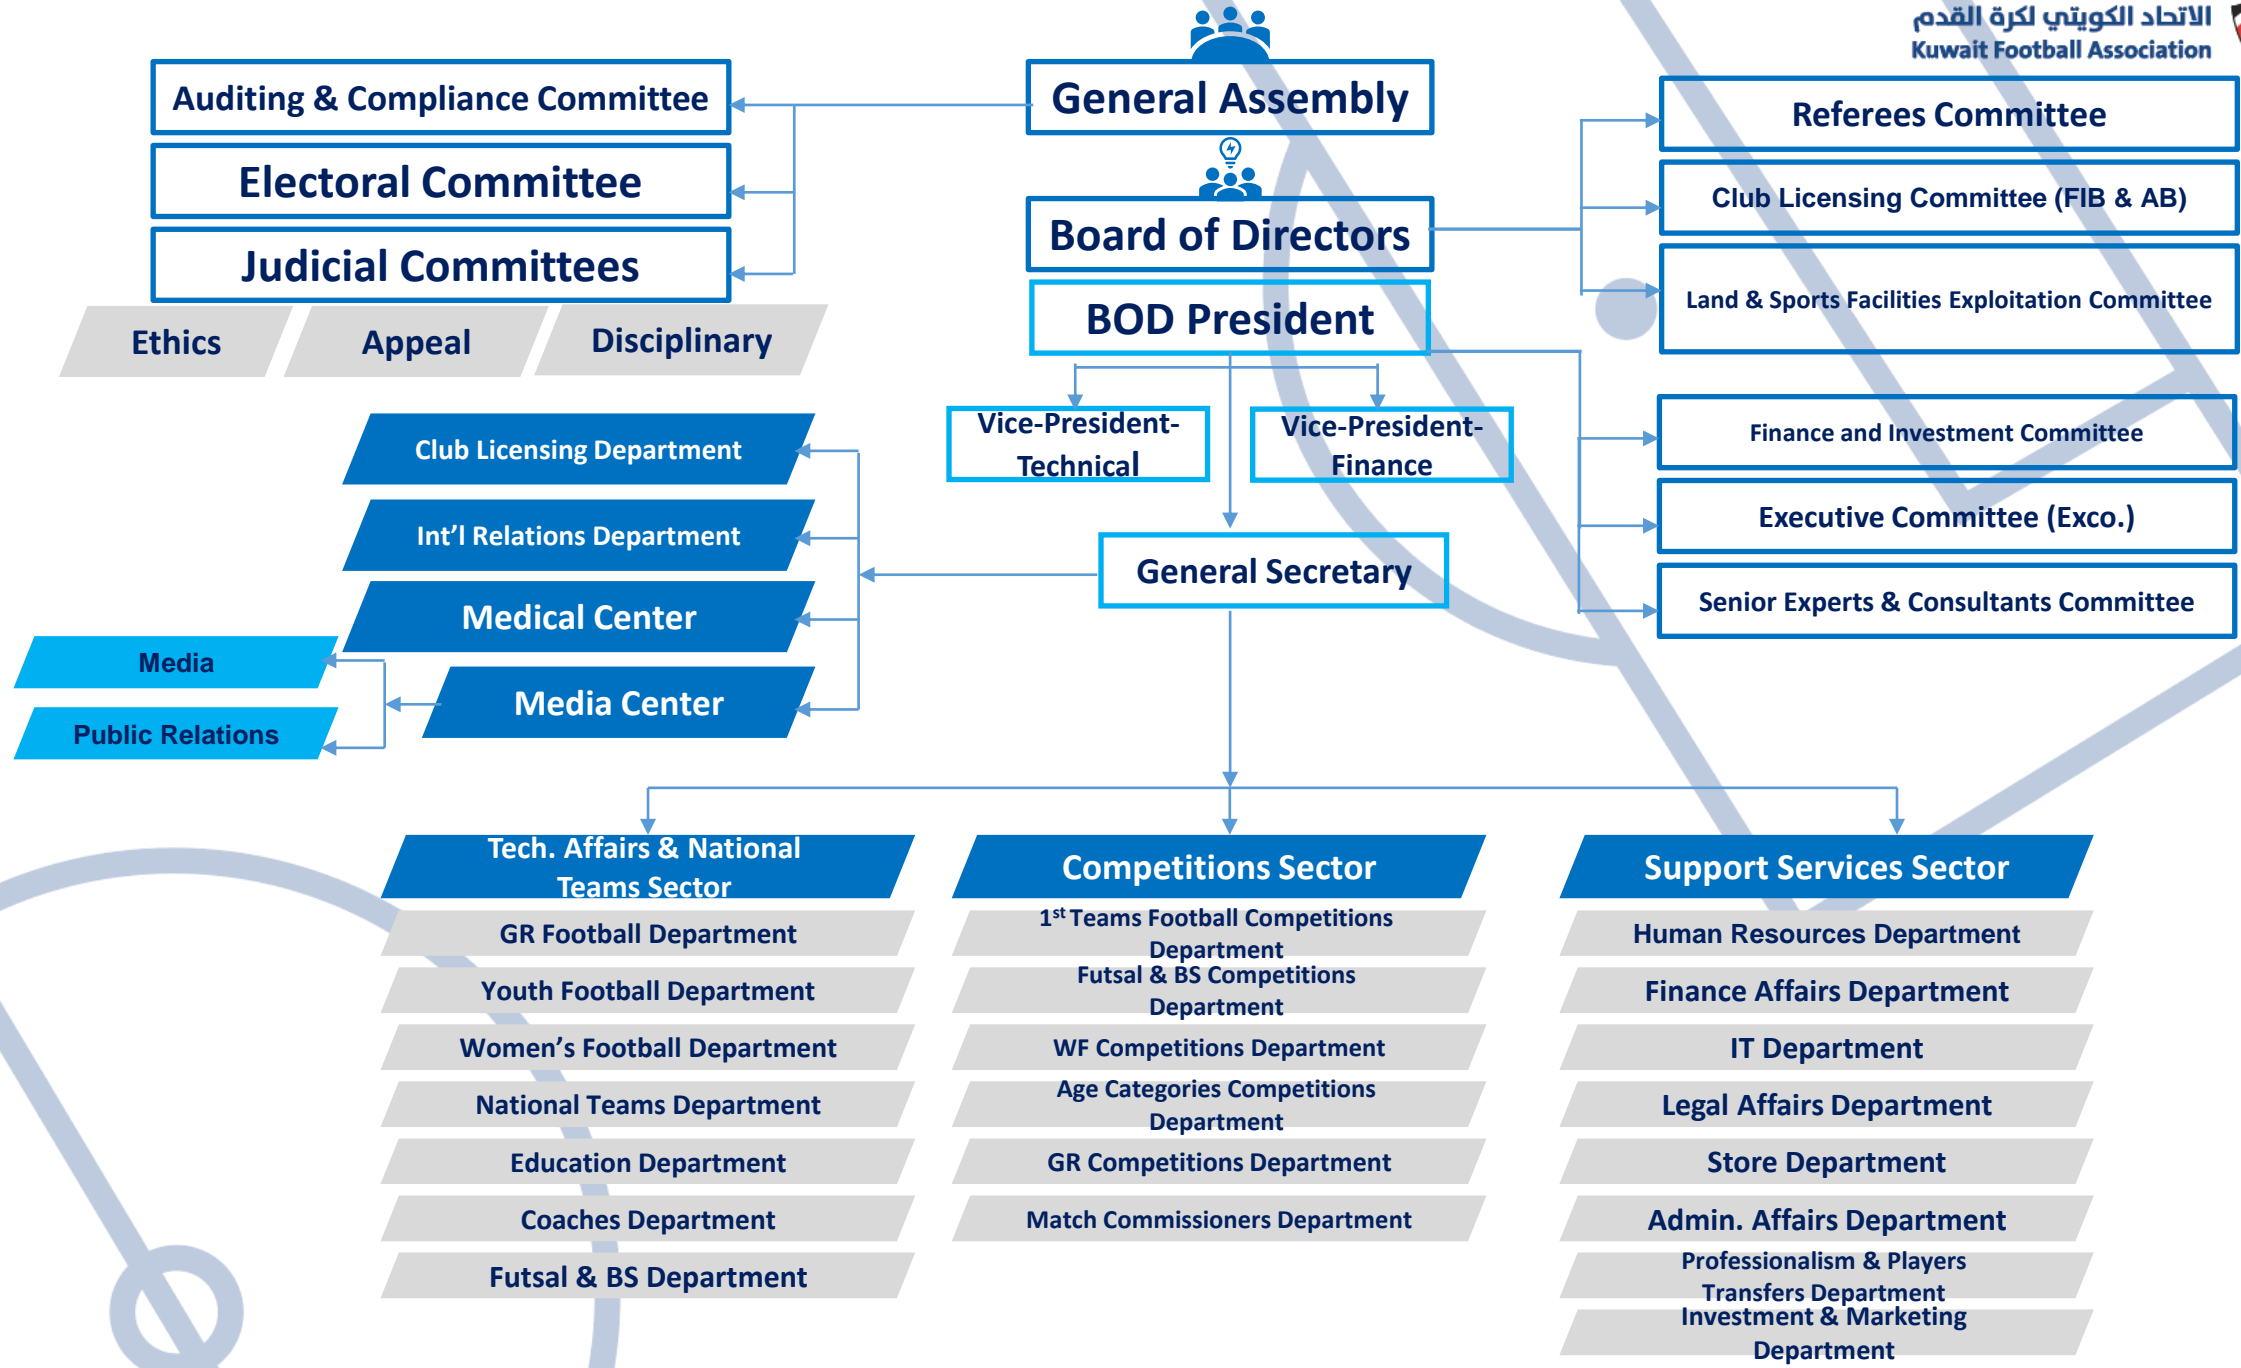 الاتحاد الكويتي لكرة القدم
Kuwait Football Association
General Assembly
Auditing & Compliance Committee
Electoral Committee
Judicial Committees
Ethics
Appeal
Disciplinary
Board of Directors
BOD President
Referees Committee
Club Licensing Committee (FIB & AB)
Land & Sports Facilities Exploitation Committee
Vice-President-
Technical
Vice-President-
Finance
Finance and Investment Committee
Executive Committee (Exco.)
Senior Experts & Consultants Committee
General Secretary
Club Licensing Department
Int’l Relations Department
Medical Center
Media Center
Media
Public Relations
Tech. Affairs & National
Teams Sector
GR Football Department
Youth Football Department
Women’s Football Department
National Teams Department
Education Department
Coaches Department
Futsal & BS Department
Competitions Sector
1st Teams Football Competitions
Department
Futsal & BS Competitions
Department
WF Competitions Department
Age Categories Competitions
Department
GR Competitions Department
Match Commissioners Department
Support Services Sector
Human Resources Department
Finance Affairs Department
IT Department
Legal Affairs Department
Store Department
Admin. Affairs Department
Professionalism & Players
Transfers Department
Investment & Marketing
Department